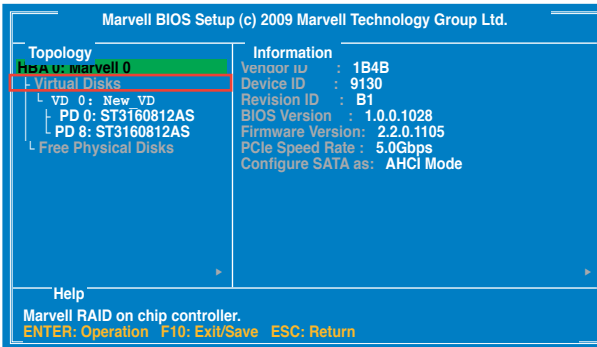 Marvell BIOS Setup (c) 2009 Marvell Technology Group Ltd.
Topology
HBA 0: Marvell 0
Virtual Disks
VD 0: New_VD
PD 0: ST3160812AS
PD 8: ST3160812AS
Free Physical Disks
Information
Vendor ID : 1B4B
Device ID : 9130
Revision ID : B1
BIOS Version : 1.0.0.1028
Firmware Version: 2.2.0.1105
PCIe Speed Rate : 5.0Gbps
Configure SATA as: AHCI Mode
Help
Marvell RAID on chip controller.
ENTER: Operation F10: Exit/Save ESC: Return